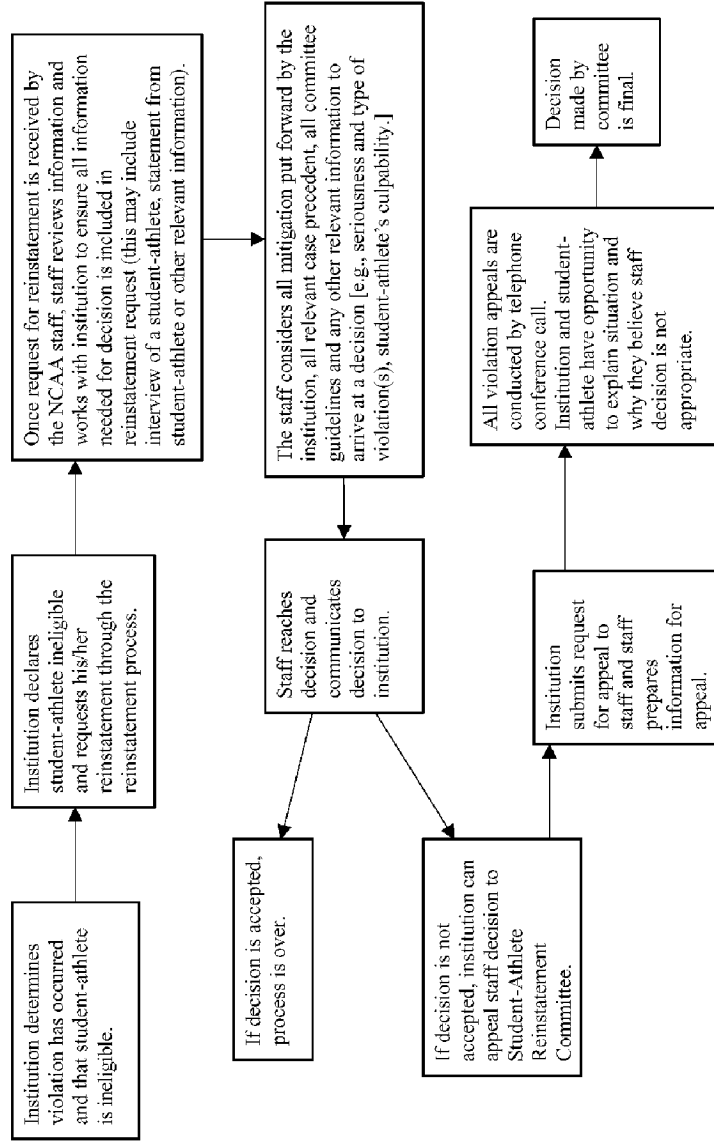 Institution determines
violation has occurred
and that student-athlete
is ineligible.
Institution declares
student-athlete ineligible
and requests his/her
reinstatement through the
reinstatement process.
Once request for reinstatement is received by
the NCAA staff, staff reviews information and
works with institution to ensure all information
needed for decision is included in
reinstatement request (this may include
interview of a student-athlete, statement from
student-athlete or other relevant information).
The staff considers all mitigation put forward by the
institution, all relevant case precedent, all committee
guidelines and any other relevant information to
arrive at a decision [e.g., seriousness and type of
violation(s), student-athlete's culpability.]
Staff reaches
decision and
communicates
decision to
institution.
If decision is accepted,
process is over.
If decision is not
accepted, institution can
appeal staff decision to
Student-Athlete
Reinstatement
Committee.
Institution
submits request
for appeal to
staff and staff
prepares
information for
appeal.
All violation appeals are
conducted by telephone
conference call.
Institution and student-
athlete have opportunity
to explain situation and
why they believe staff
decision is not
appropriate.
Decision
made by
committee
is final.